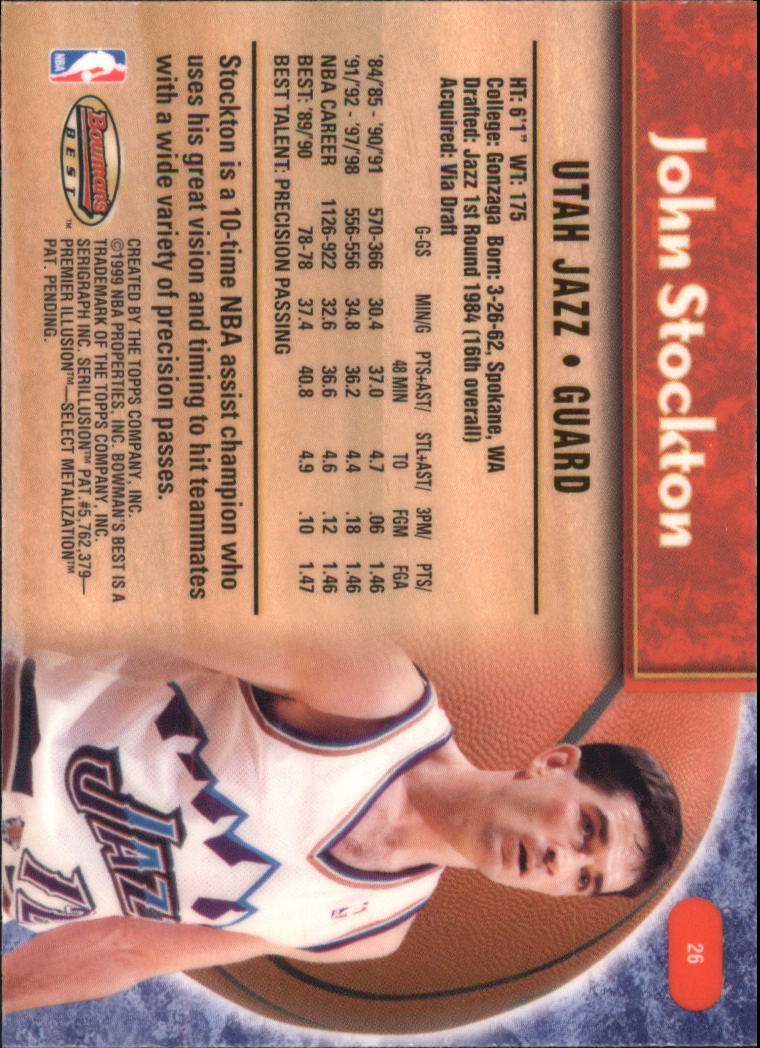 John Stockton
26
UTAH JAZZ • GUARD
HT: 6'1" WT: 175
College: Gonzaga Born: 3-26-62, Spokane, WA
Drafted: Jazz 1st Round 1984 (16th overall)
Acquired: Via Draft
G-GS MIN/G PTS+AST/ 48 MIN STL+AST/ TO 3PM/ FGM PTS/ FGA
'84/'85 - '90/'91 570-366 30.4 37.0 4.7 .06 1.46
'91/'92 - '97/'98 556-556 34.8 36.2 4.4 .18 1.46
NBA CAREER 1126-922 32.6 36.6 4.6 .12 1.46
BEST: '89/'90 78-78 37.4 40.8 4.9 .10 1.47
BEST TALENT: PRECISION PASSING
Stockton is a 10-time NBA assist champion who
uses his great vision and timing to hit teammates
with a wide variety of precision passes.
NBA
Bowman's
BEST™
CREATED BY THE TOPPS COMPANY, INC.
©1999 NBA PROPERTIES, INC. BOWMAN'S BEST IS A
TRADEMARK OF THE TOPPS COMPANY, INC.
SERIGRAPH INC. SERILLUSION™ PAT.#5,762,379—
PREMIER ILLUSION™—SELECT METALIZATION™
PAT. PENDING.
JAZZ
12